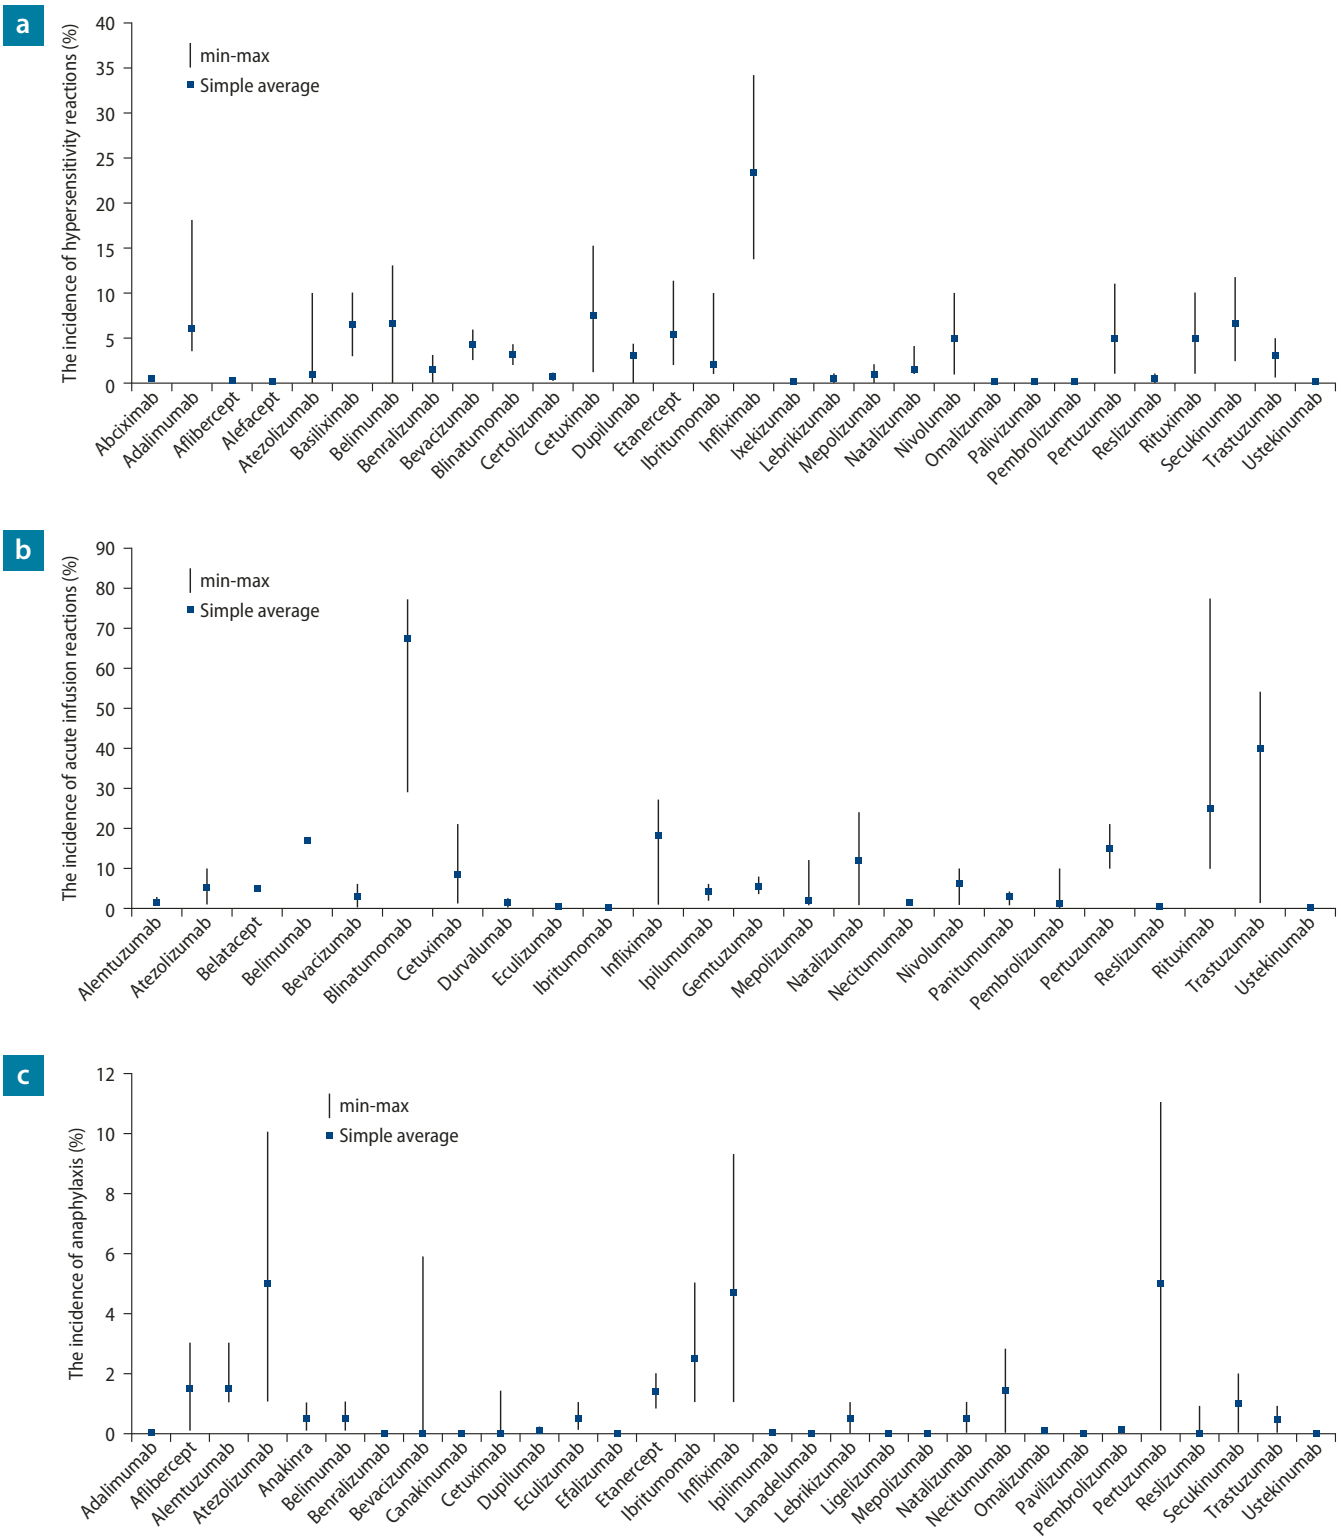 a
The incidence of hypersensitivity reactions (%)
40
35
30
25
20
15
10
5
0
min-max
Simple average
Abciximab
Adalimumab
Aflibercept
Alefacept
Atezolizumab
Basiliximab
Belimumab
Benralizumab
Bevacizumab
Blinatumomab
Certolizumab
Cetuximab
Dupilumab
Etanercept
Ibritumomab
Infliximab
Ixekizumab
Lebrikizumab
Mepolizumab
Natalizumab
Nivolumab
Omalizumab
Palivizumab
Pembrolizumab
Pertuzumab
Reslizumab
Rituximab
Secukinumab
Trastuzumab
Ustekinumab
b
The incidence of acute infusion reactions (%)
90
80
70
60
50
40
30
20
10
0
min-max
Simple average
Alemtuzumab
Atezolizumab
Belatacept
Belimumab
Bevacizumab
Blinatumomab
Cetuximab
Durvalumab
Eculizumab
Ibritumomab
Infliximab
Ipilumumab
Gemtuzumab
Mepolizumab
Natalizumab
Necitumumab
Nivolumab
Panitumumab
Pembrolizumab
Pertuzumab
Reslizumab
Rituximab
Trastuzumab
Ustekinumab
c
The incidence of anaphylaxis (%)
12
10
8
6
4
2
0
min-max
Simple average
Adalimumab
Aflibercept
Alemtuzumab
Atezolizumab
Anakinra
Belimumab
Benralizumab
Bevacizumab
Canakinumab
Cetuximab
Dupilumab
Eculizumab
Efalizumab
Etanercept
Ibritumomab
Infliximab
Ipilimumab
Lanadelumab
Lebrikizumab
Ligelizumab
Mepolizumab
Natalizumab
Necitumumab
Omalizumab
Pavilizumab
Pembrolizumab
Pertuzumab
Reslizumab
Secukinumab
Trastuzumab
Ustekinumab